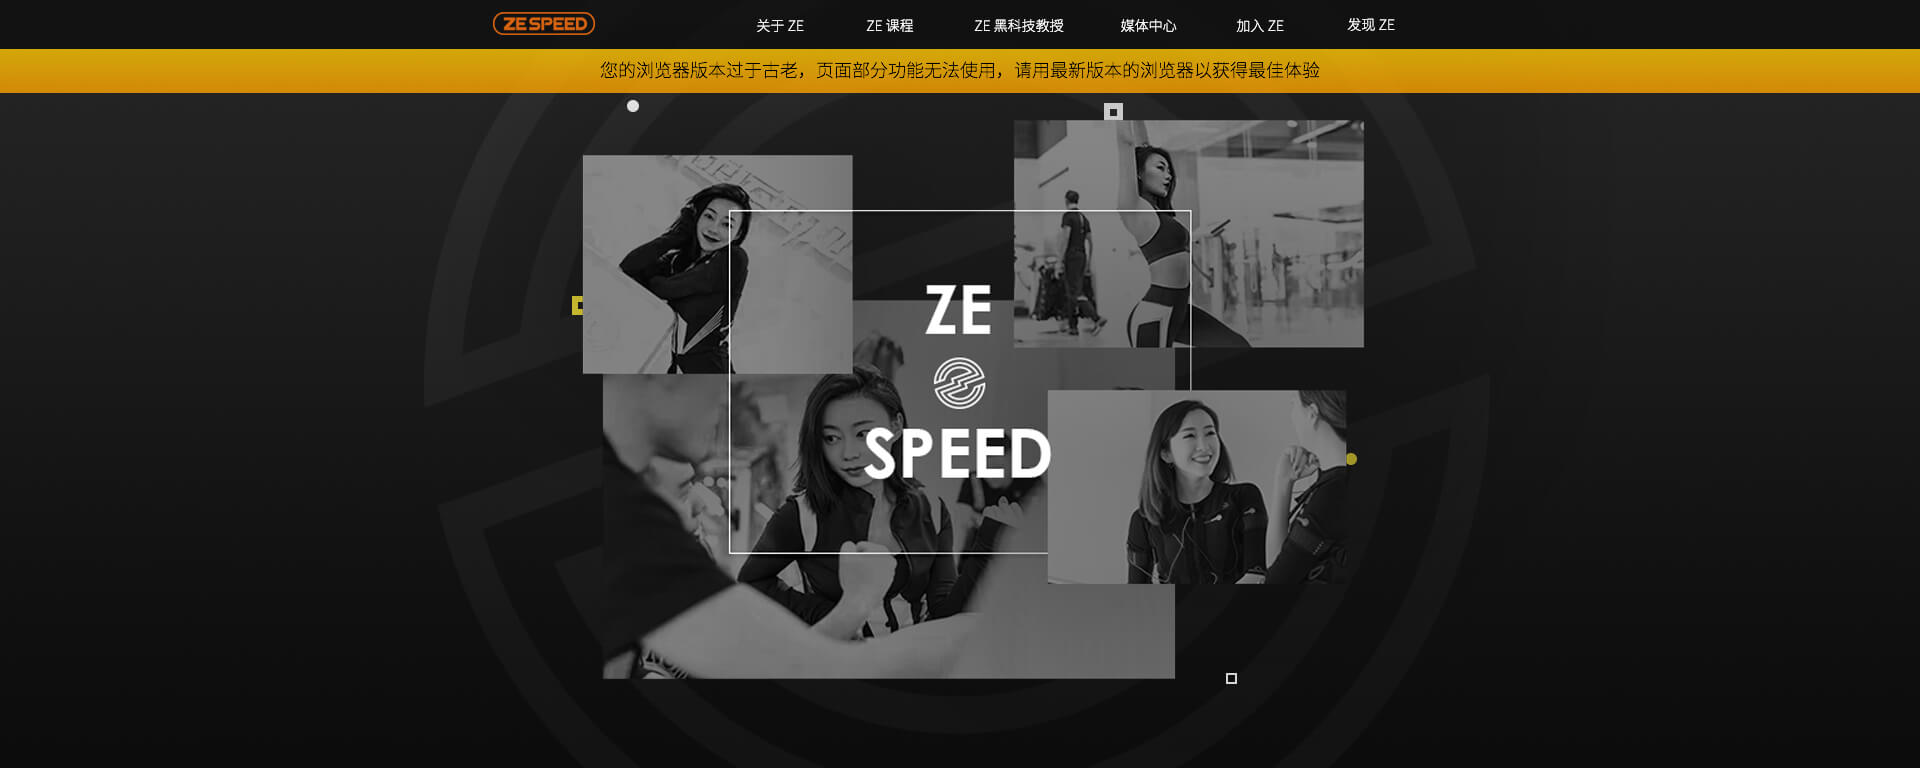 ZE SPEED
关于 ZE
ZE 课程
ZE 黑科技教授
媒体中心
加入 ZE
发现 ZE
您的浏览器版本过于古老，页面部分功能无法使用，请用最新版本的浏览器以获得最佳体验
ZE
SPEED